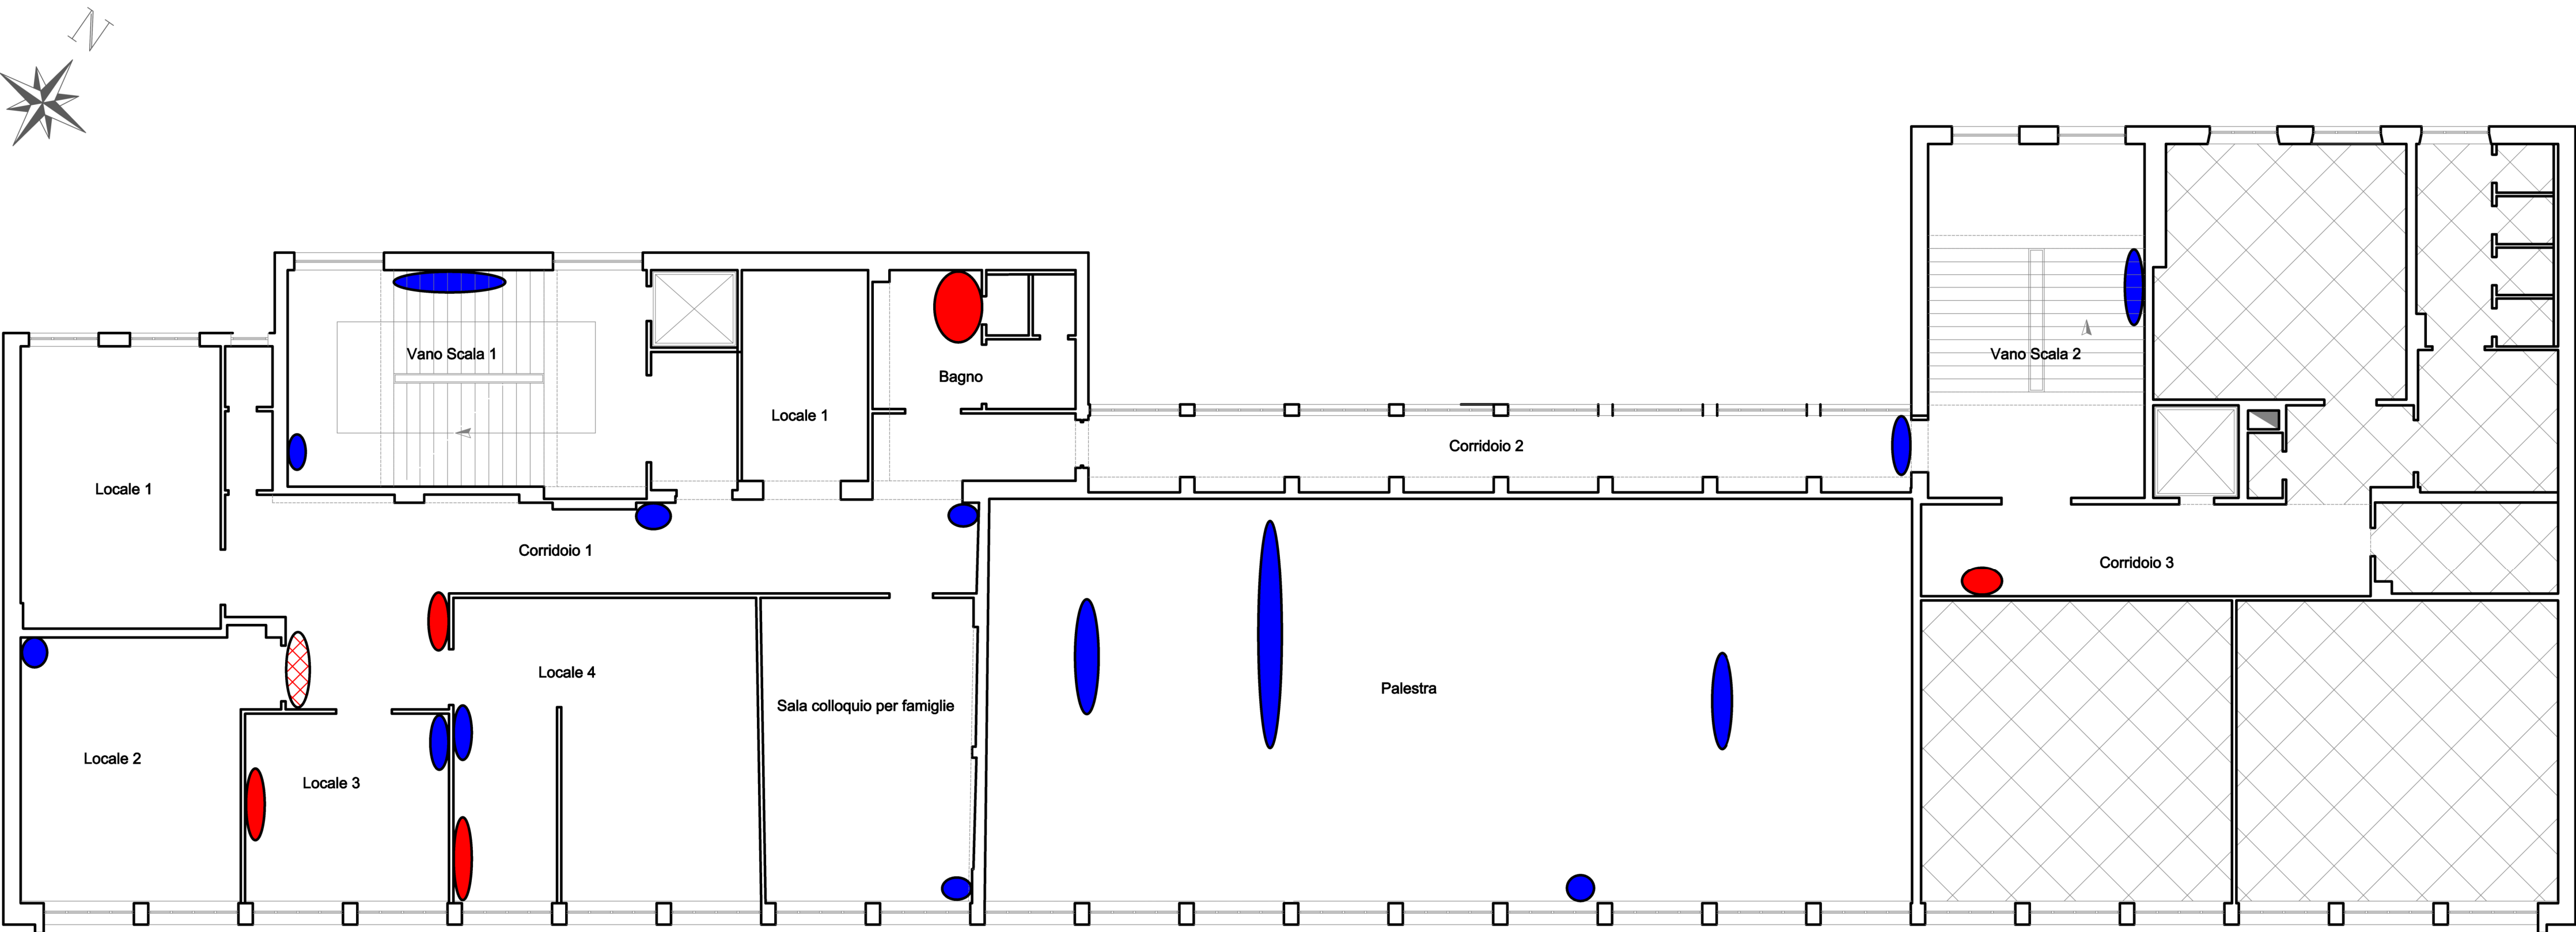 N
Vano Scala 1
Vano Scala 2
Bagno
Locale 1
Corridoio 2
Locale 1
Corridoio 1
Corridoio 3
Locale 4
Palestra
Sala colloquio per famiglie
Locale 2
Locale 3